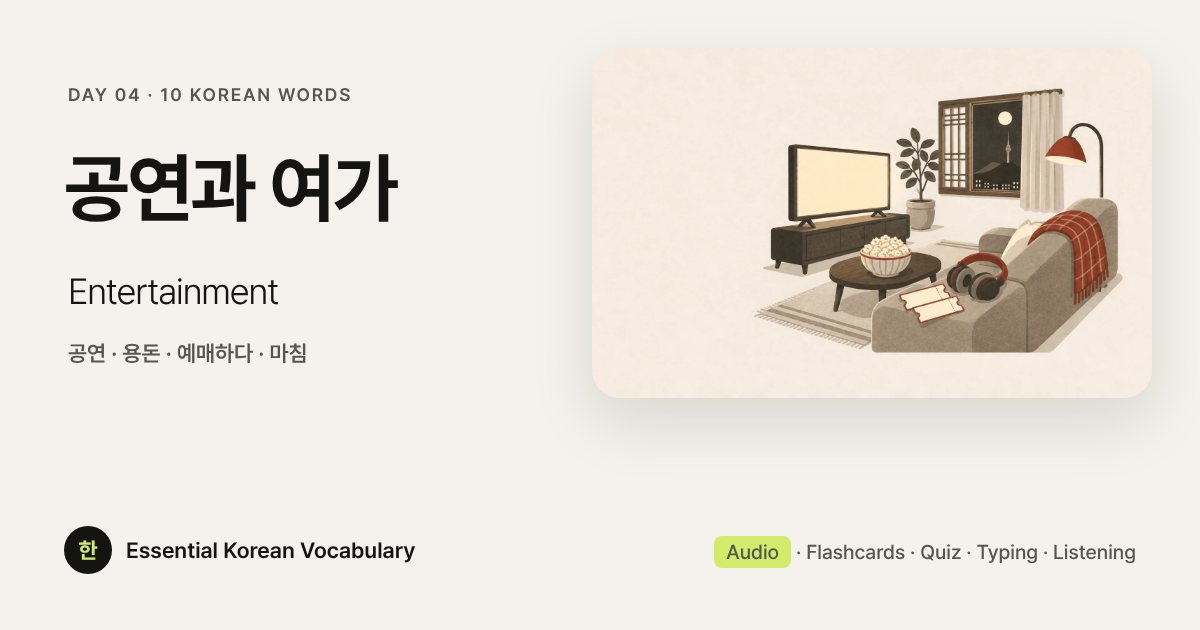 DAY 04 · 10 KOREAN WORDS
공연과 여가
Entertainment
공연 · 용돈 · 예매하다 · 마침
한 Essential Korean Vocabulary
Audio · Flashcards · Quiz · Typing · Listening